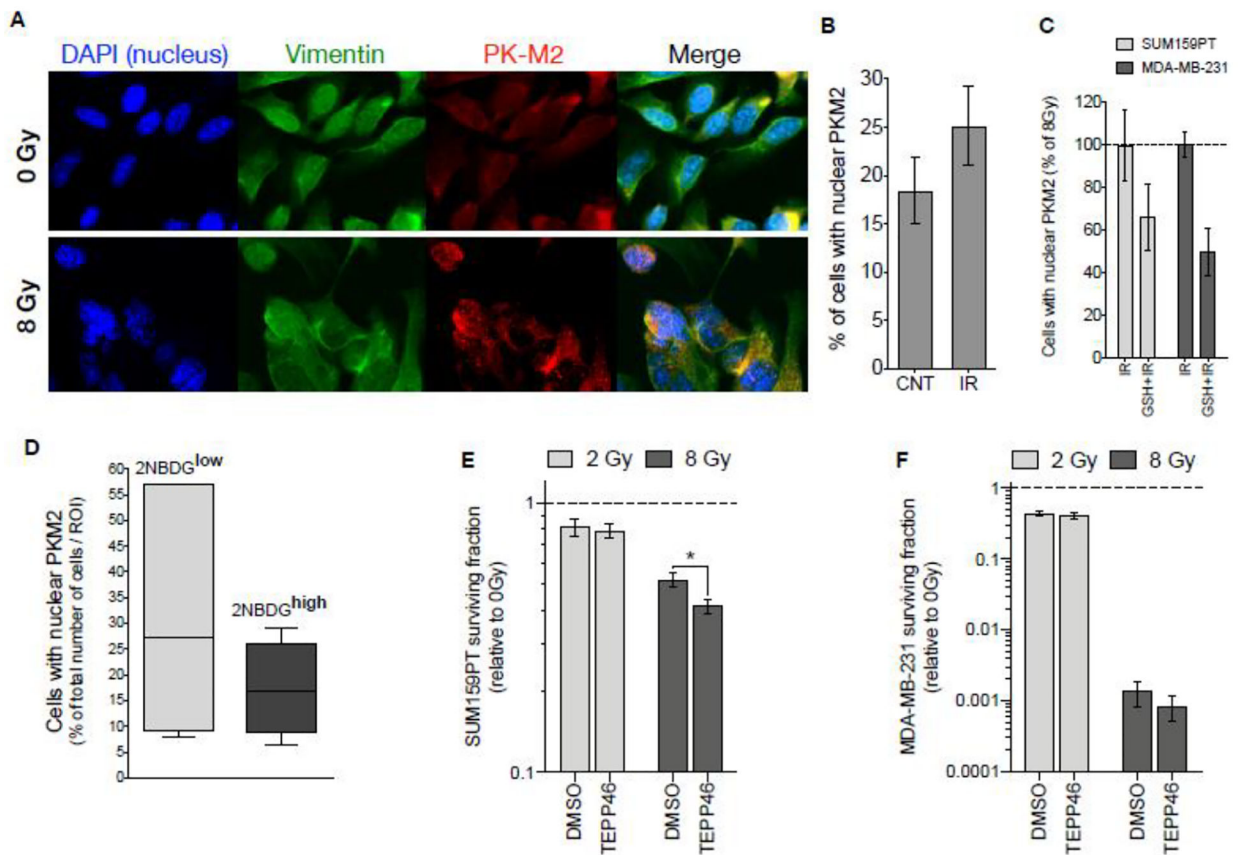 A
DAPI (nucleus) Vimentin PK-M2 Merge
0 Gy
8 Gy
B
% of cells with nuclear PKM2
30
25
20
15
10
5
0
CNT IR
C
SUM159PT
MDA-MB-231
Cells with nuclear PKM2 (% of 8Gy)
120
100
80
60
40
20
0
IR
GSH+IR
IR
GSH+IR
D
Cells with nuclear PKM2
(% of total number of cells / ROI)
60
55
50
45
40
35
30
25
20
15
10
5
0
2NBDGlow
2NBDGhigh
E
2 Gy 8 Gy
SUM159PT surviving fraction
(relative to 0Gy)
1
0.1
*
DMSO
TEPP46
DMSO
TEPP46
F
2 Gy 8 Gy
MDA-MB-231 surviving fraction
(relative to 0Gy)
1
0.1
0.01
0.001
0.0001
DMSO
TEPP46
DMSO
TEPP46